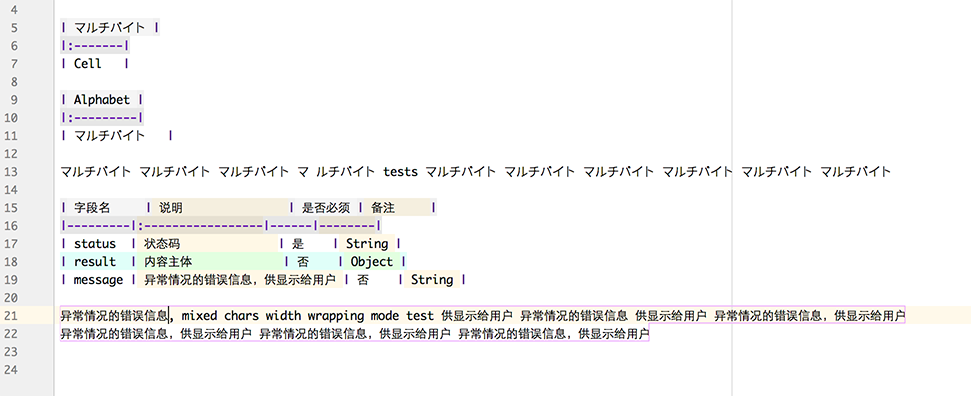 4
5 | マルチバイト |
6 |:-------|
7 | Cell |
8
9 | Alphabet |
10 |:---------|
11 | マルチバイト |
12
13 マルチバイト マルチバイト マルチバイト マ ルチバイト tests マルチバイト マルチバイト マルチバイト マルチバイト マルチバイト マルチバイト
14
15 | 字段名 | 说明 | 是否必须 | 备注 |
16 |---------|:-----------------|------|--------|
17 | status | 状态码 | 是 | String |
18 | result | 内容主体 | 否 | Object |
19 | message | 异常情况的错误信息，供显示给用户 | 否 | String |
20
21 异常情况的错误信息, mixed chars width wrapping mode test 供显示给用户 异常情况的错误信息 供显示给用户 异常情况的错误信息，供显示给用户
22 异常情况的错误信息，供显示给用户 异常情况的错误信息，供显示给用户 异常情况的错误信息，供显示给用户
23
24